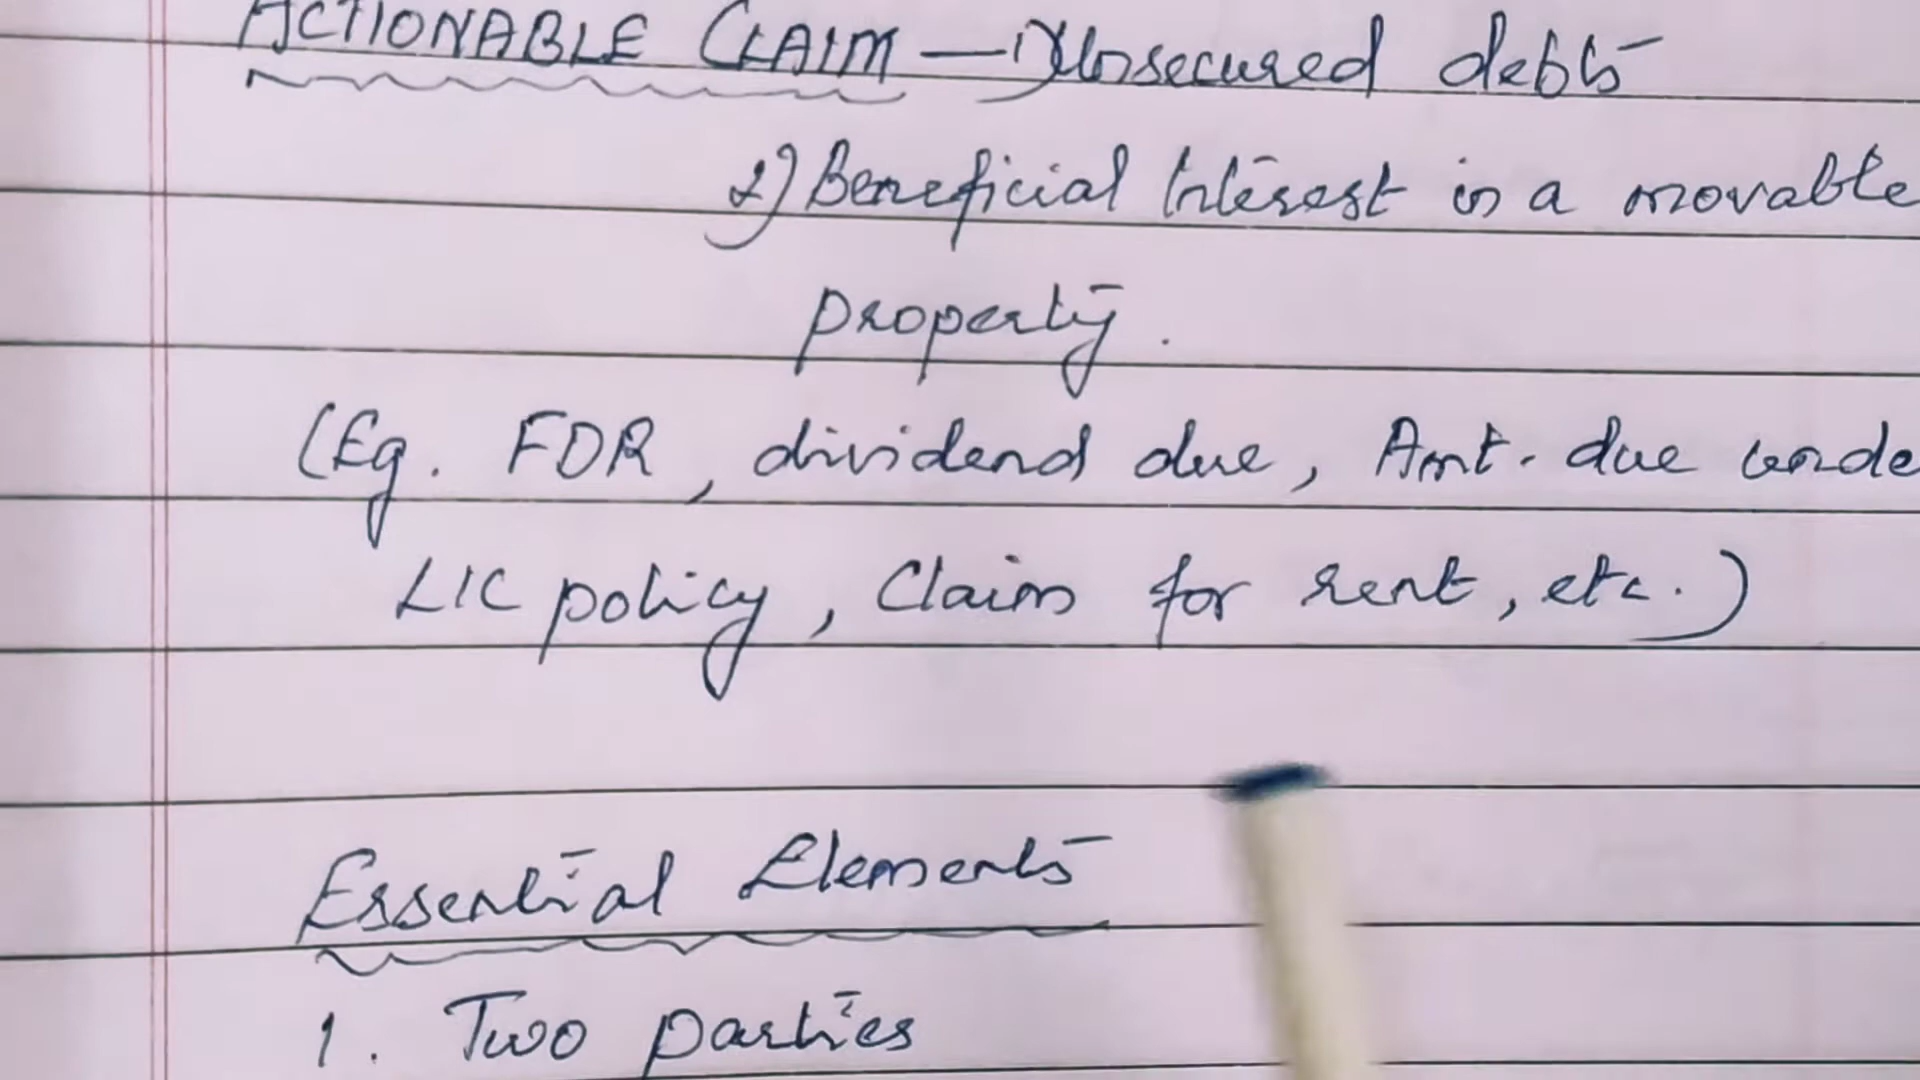 ACTIONABLE CLAIM — 1) Unsecured debts
2) Beneficial Interest in a movable
property.
(Eg. FDR, dividend due, Amt. due unde
LIC policy, Claim for rent, etc.)
Essential Elements
1. Two parties